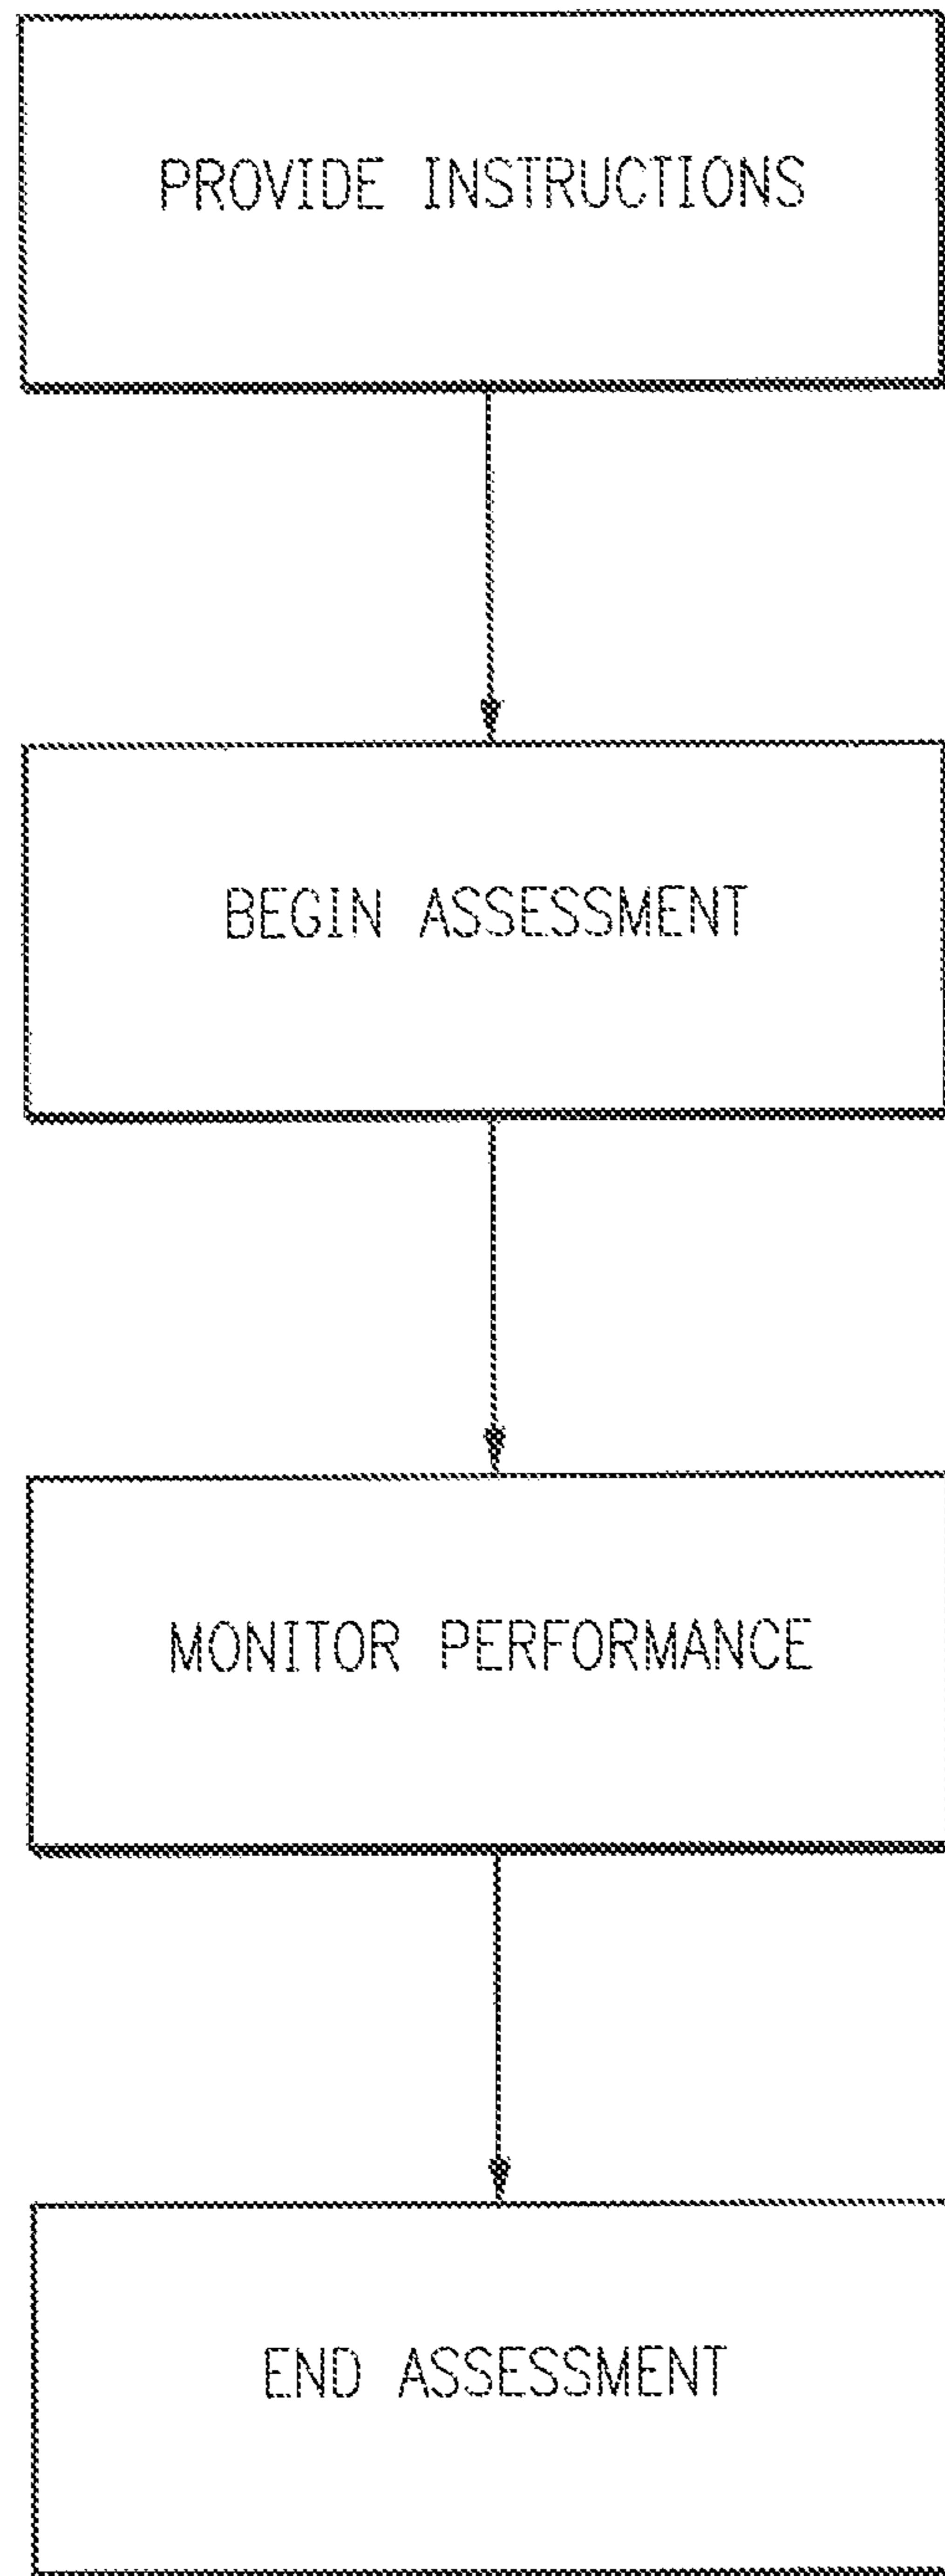 PROVIDE INSTRUCTIONS
BEGIN ASSESSMENT
MONITOR PERFORMANCE
END ASSESSMENT